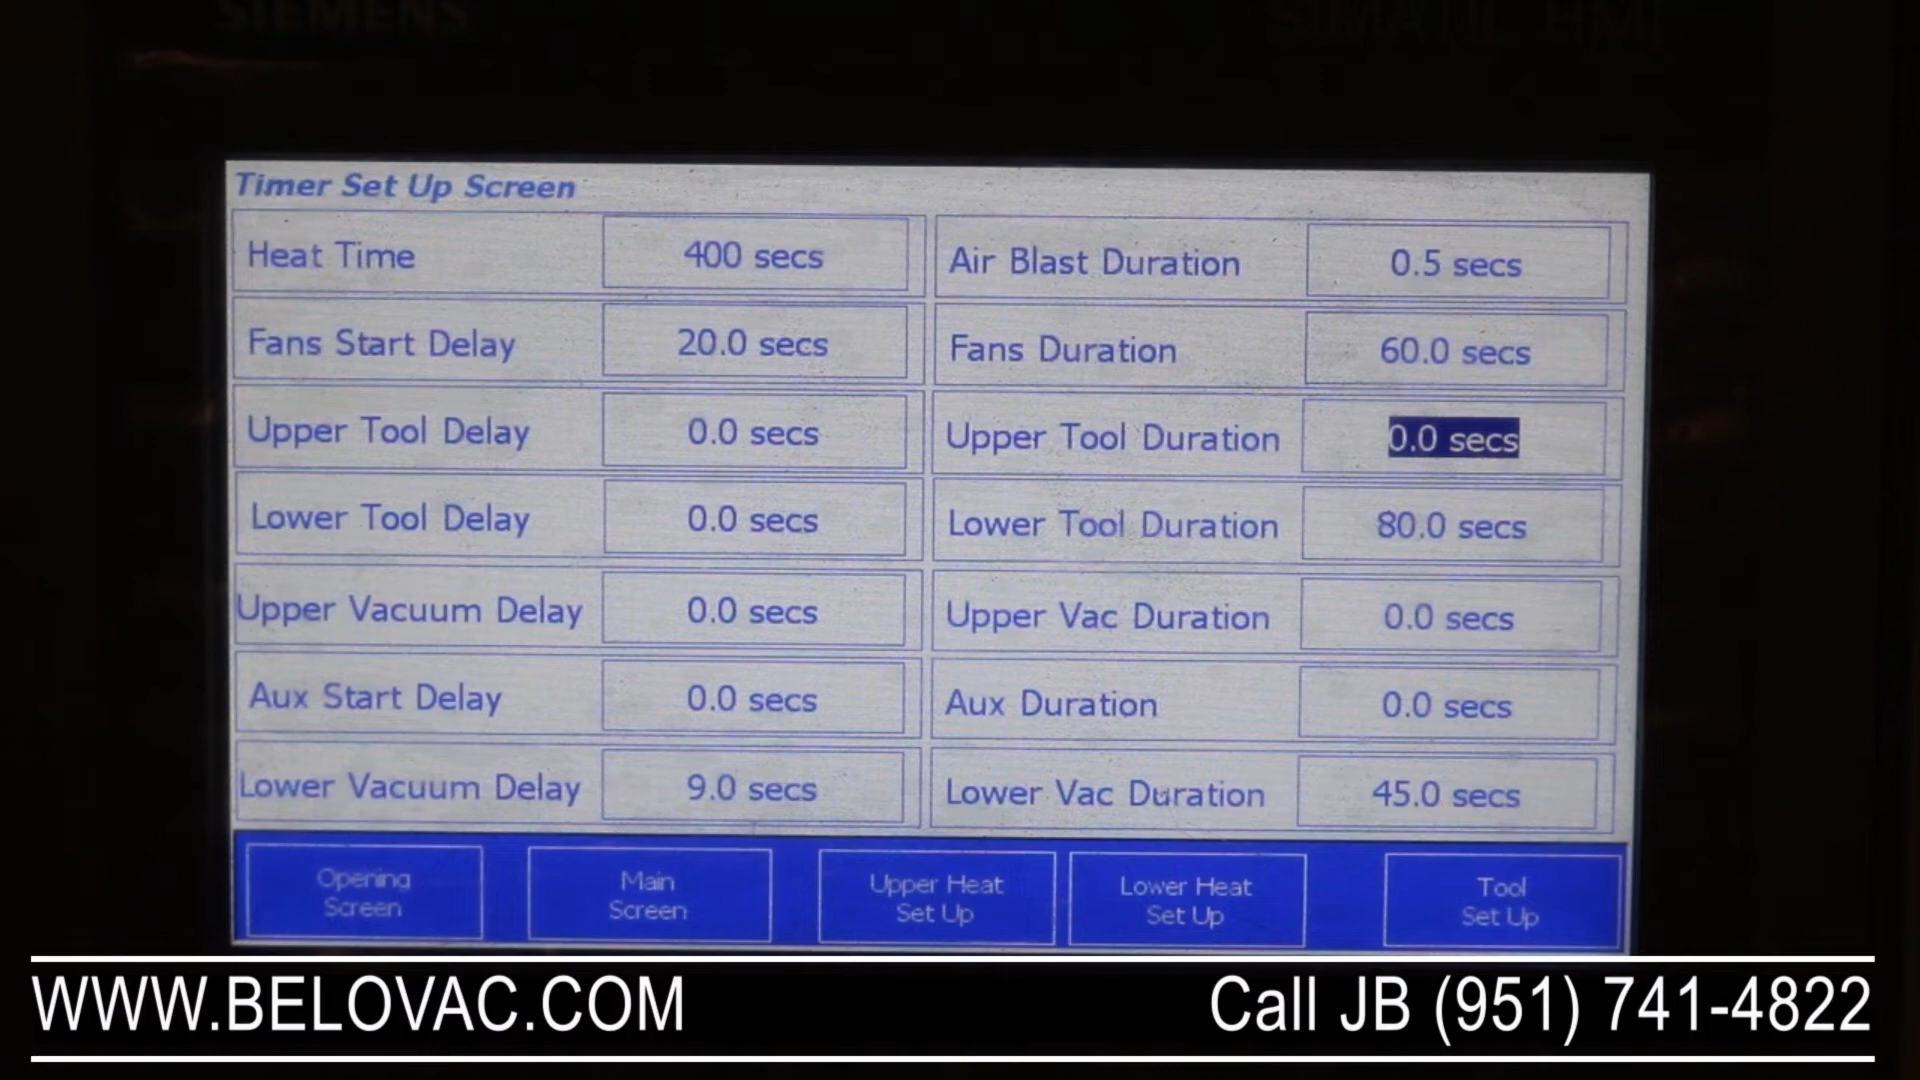 SIEMENS
SIMATIC HMI
Timer Set Up Screen
Heat Time 400 secs Air Blast Duration 0.5 secs
Fans Start Delay 20.0 secs Fans Duration 60.0 secs
Upper Tool Delay 0.0 secs Upper Tool Duration 0.0 secs
Lower Tool Delay 0.0 secs Lower Tool Duration 80.0 secs
Upper Vacuum Delay 0.0 secs Upper Vac Duration 0.0 secs
Aux Start Delay 0.0 secs Aux Duration 0.0 secs
Lower Vacuum Delay 9.0 secs Lower Vac Duration 45.0 secs
Opening
Screen
Main
Screen
Upper Heat
Set Up
Lower Heat
Set Up
Tool
Set Up
WWW.BELOVAC.COM
Call JB (951) 741-4822